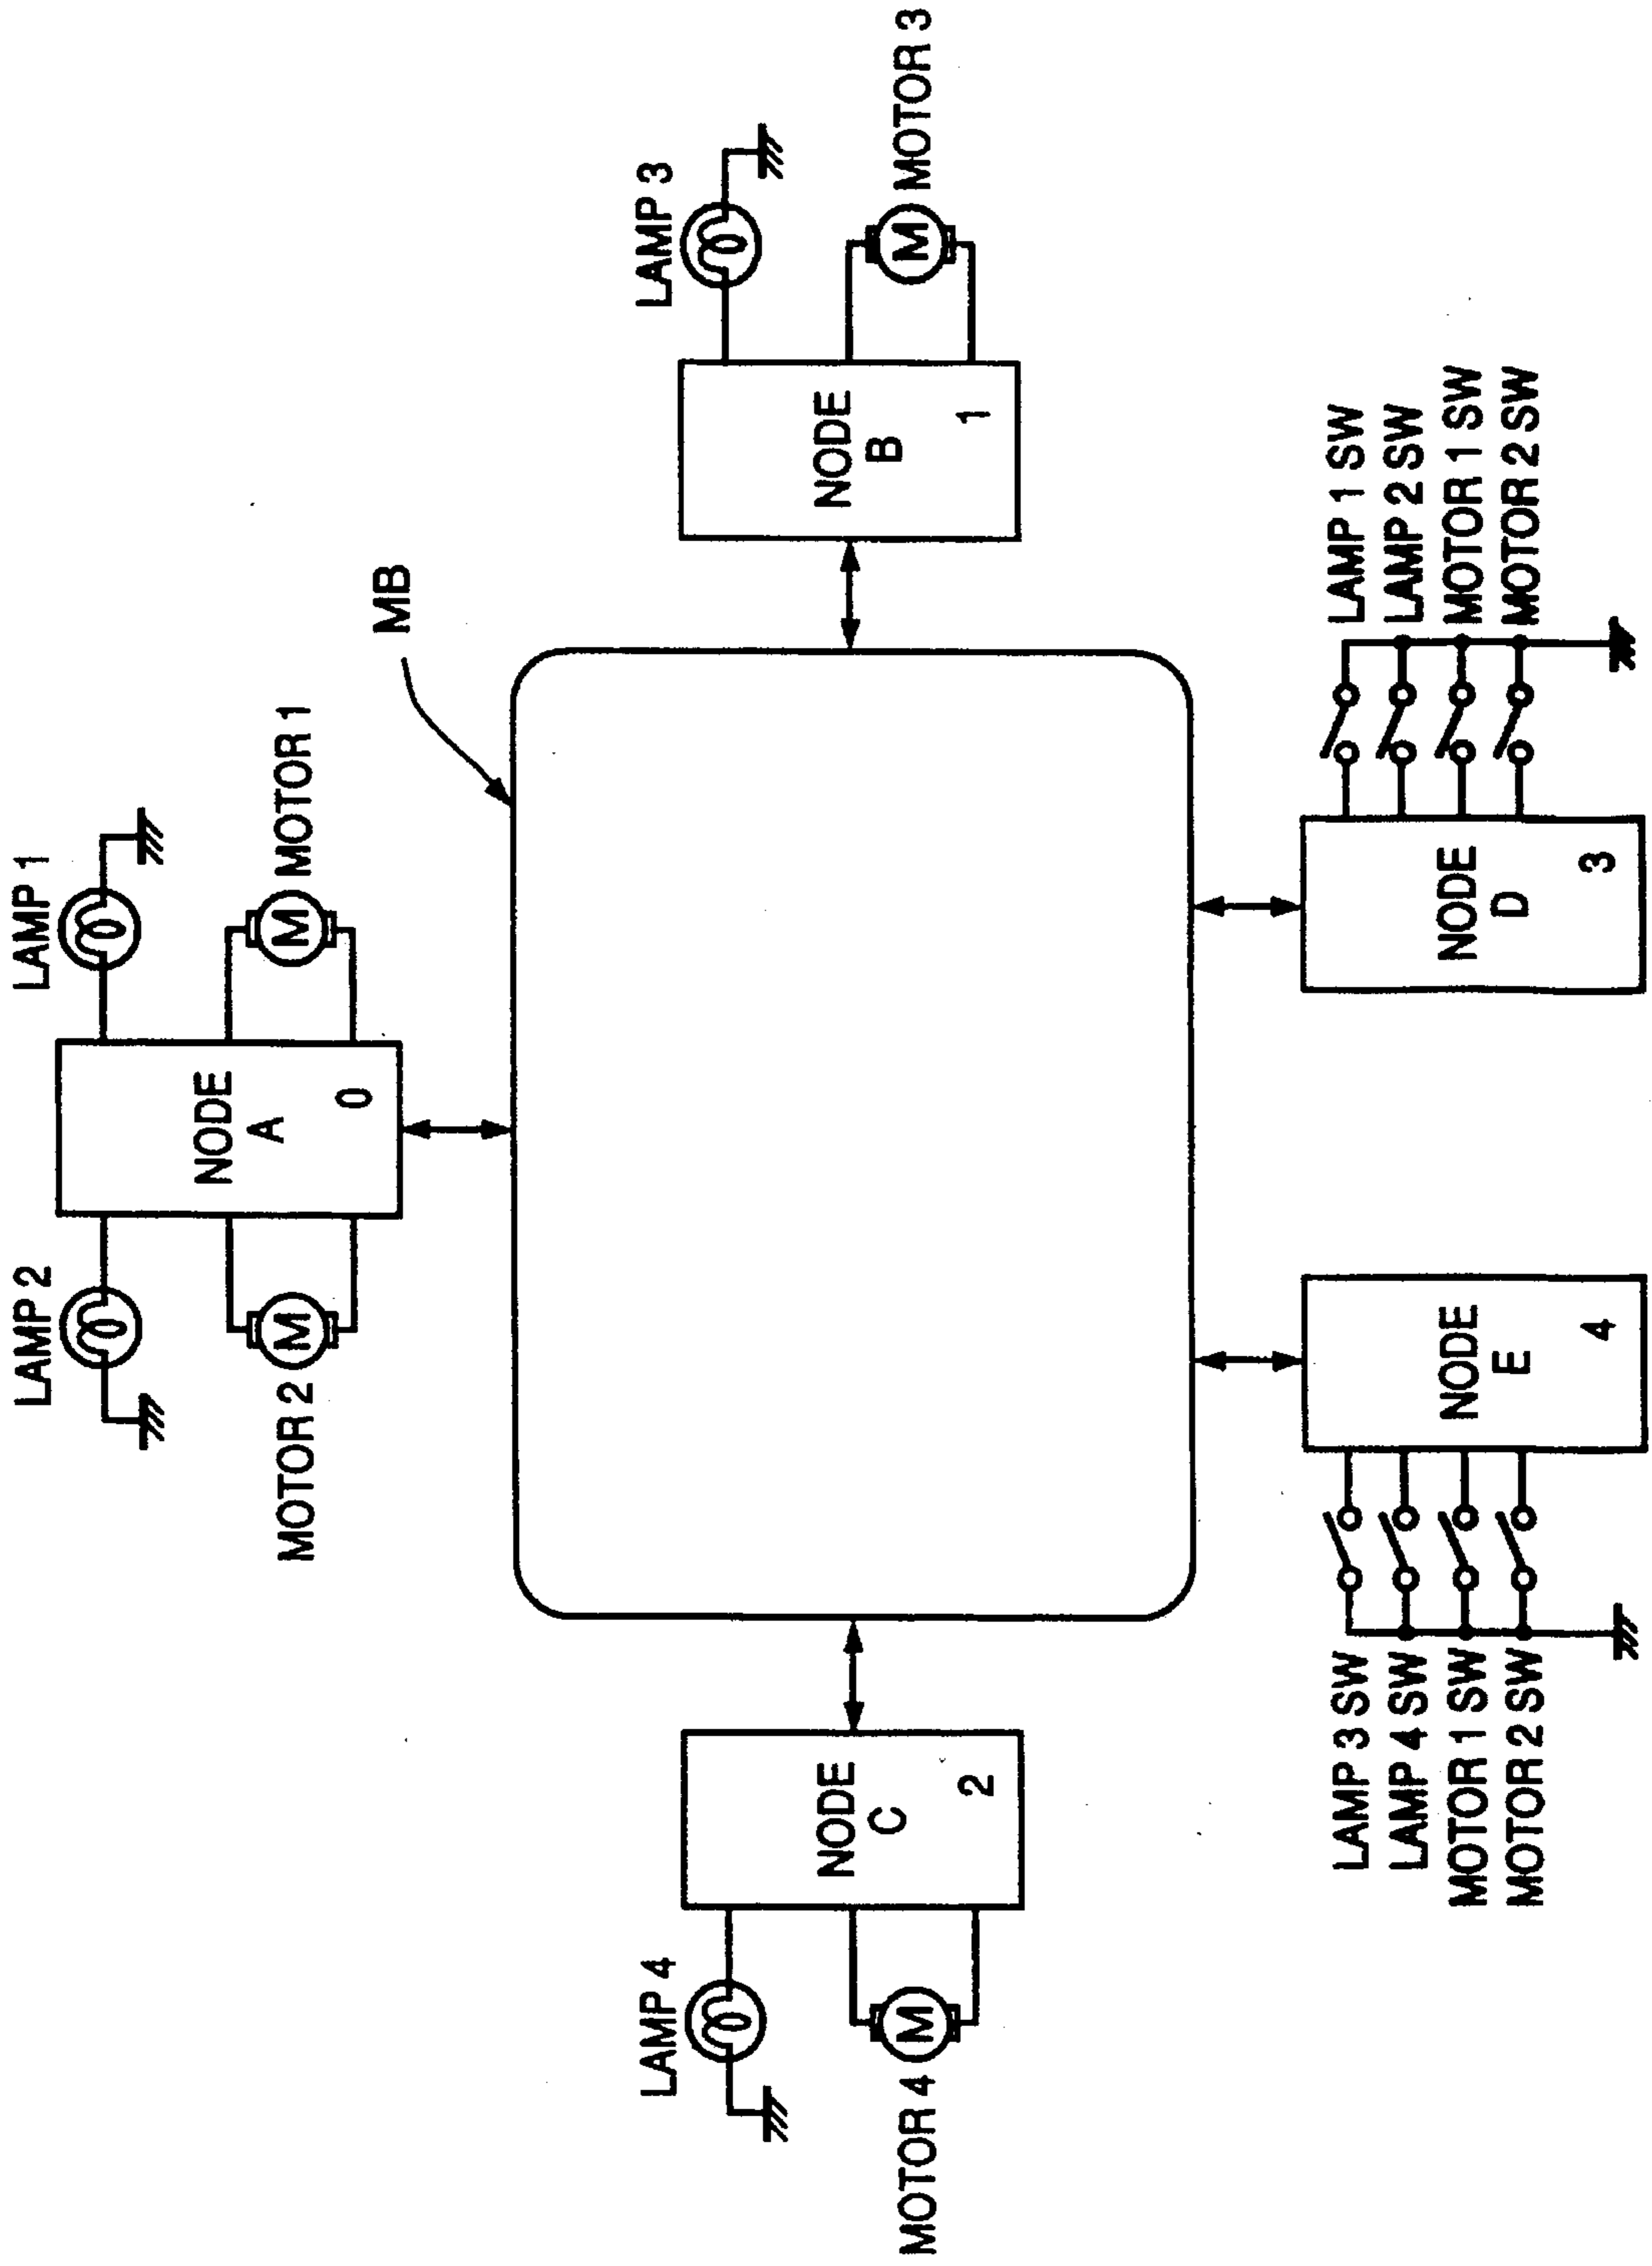 LAMP 2
LAMP 1
MOTOR 2
M
NODE
A
0
M
MOTOR 1
MB
LAMP 4
M
MOTOR 4
NODE
C
2
LAMP 3
NODE
B
1
M
MOTOR 3
LAMP 3 SW
LAMP 4 SW
MOTOR 1 SW
MOTOR 2 SW
NODE
E
4
NODE
D
3
LAMP 1 SW
LAMP 2 SW
MOTOR 1 SW
MOTOR 2 SW